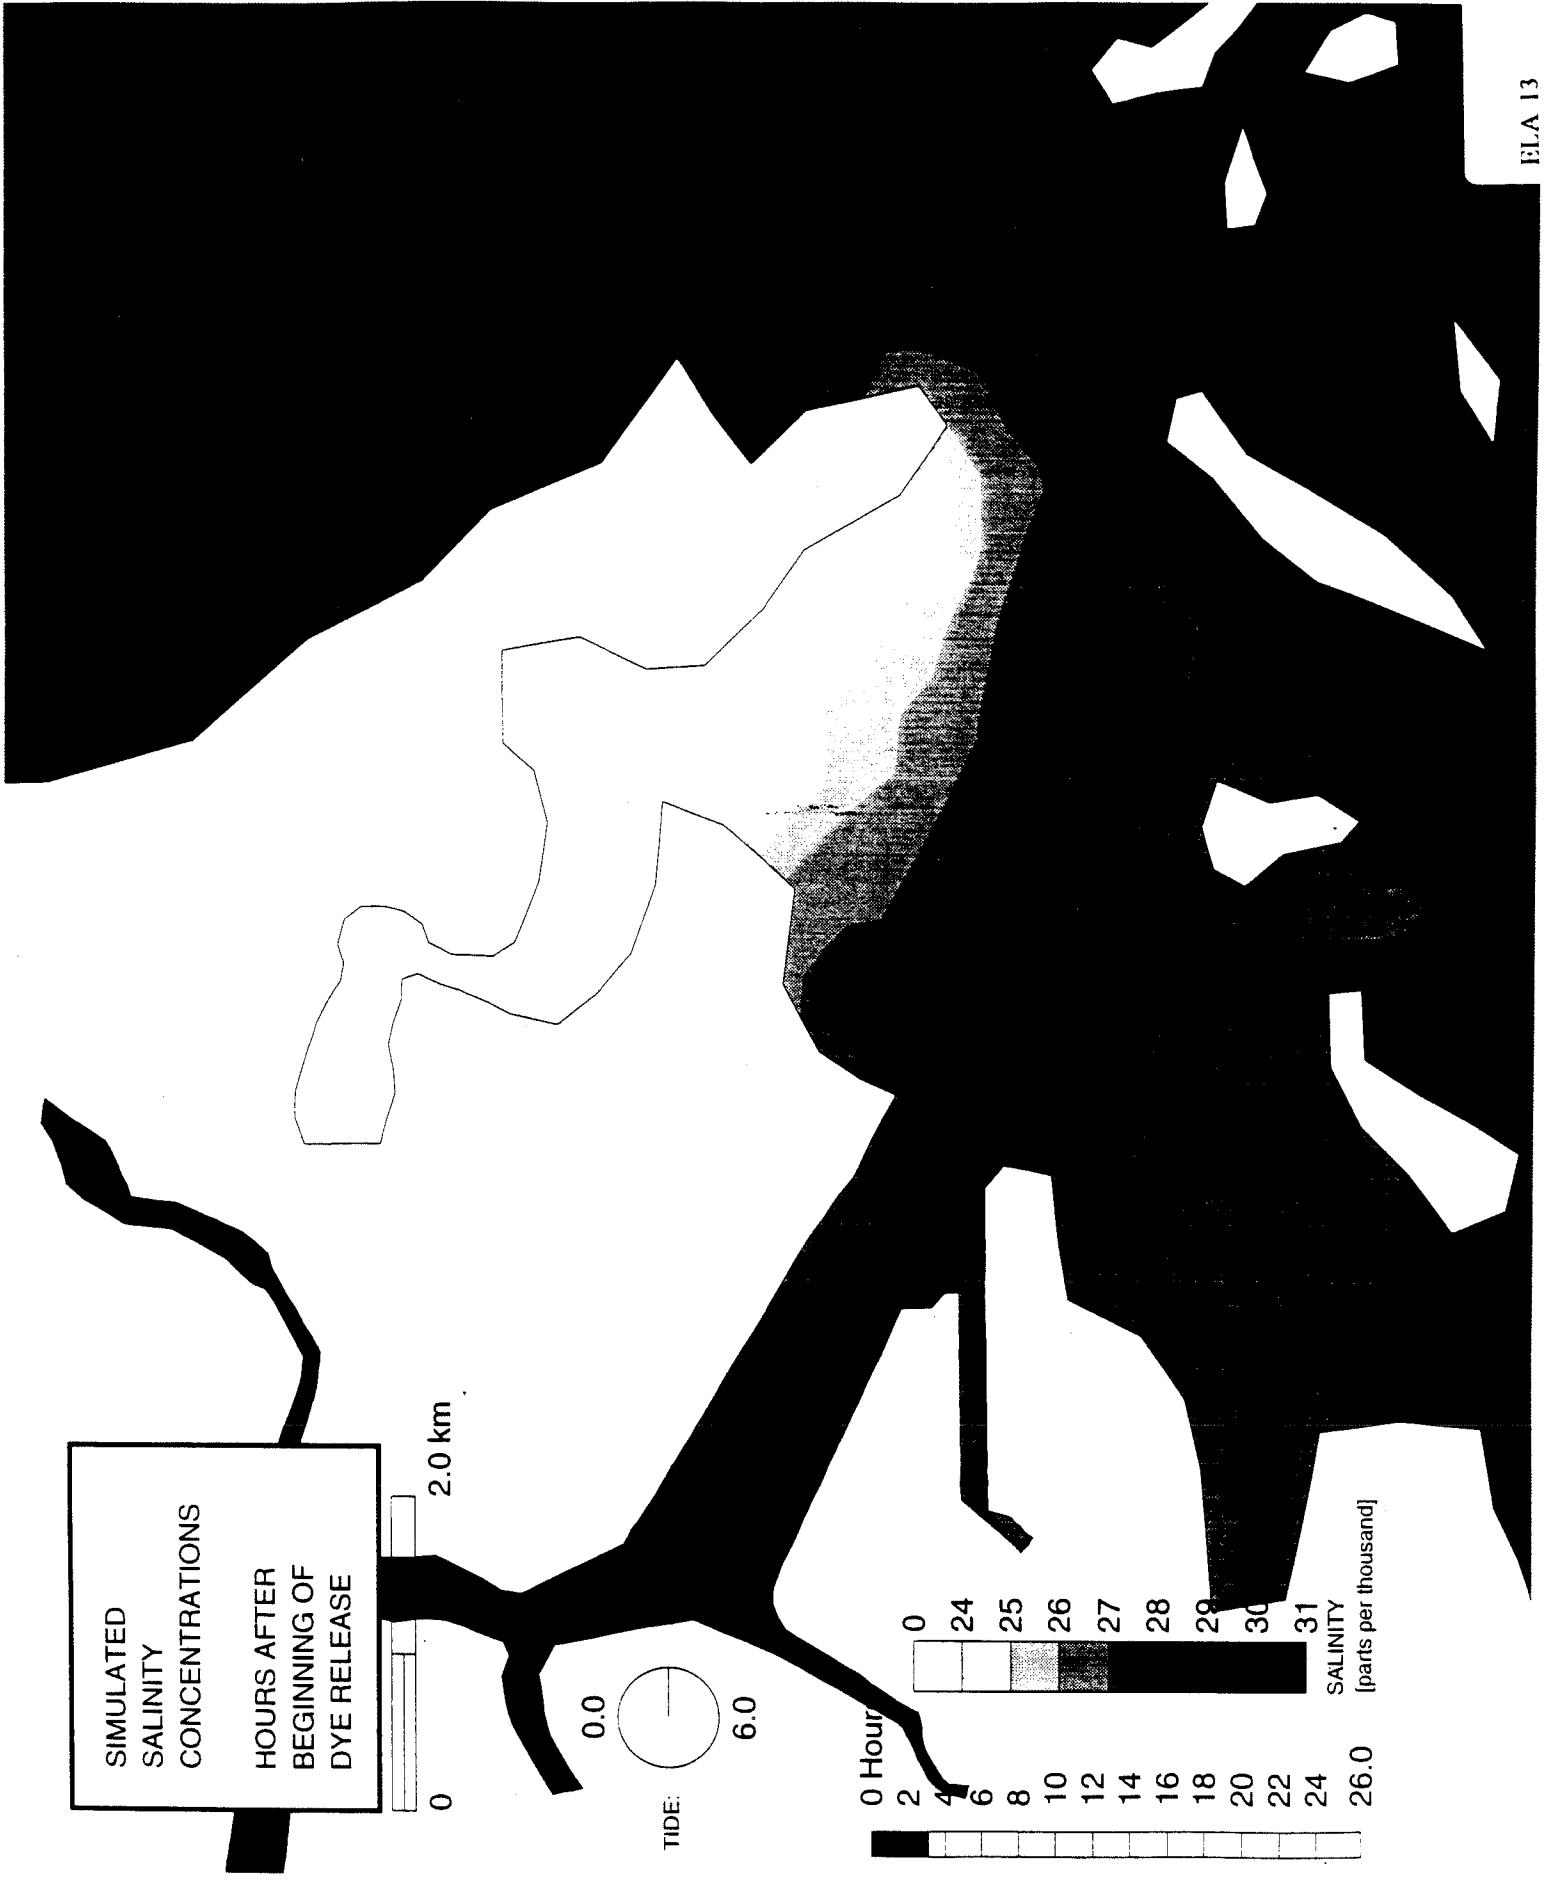 SIMULATED
SALINITY
CONCENTRATIONS
HOURS AFTER
BEGINNING OF
DYE RELEASE
0
2.0 km
TIDE:
0.0
6.0
0 Hour
2
4
6
8
10
12
14
16
18
20
22
24
26.0
0
24
25
26
27
28
29
30
31
SALINITY
[parts per thousand]
ELA 13